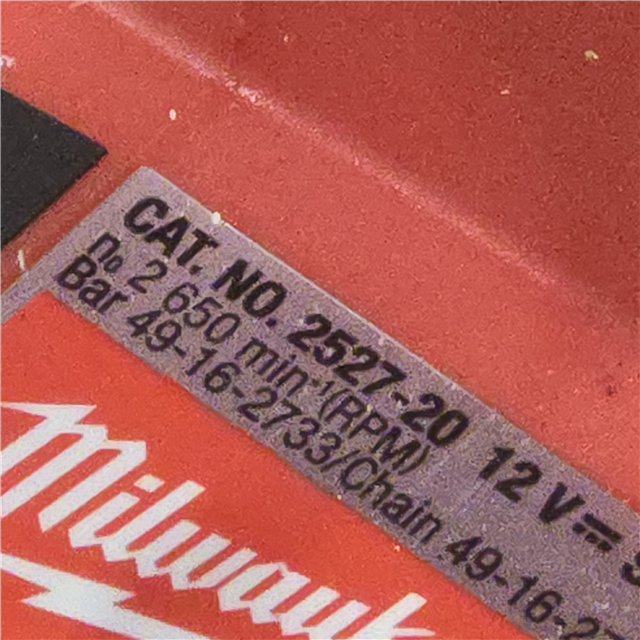 CAT. NO. 2527-20 12 V⎓
n₀ 2 650 min⁻¹(RPM)
Bar 49-16-2733/Chain 49-16-27
Milwauk